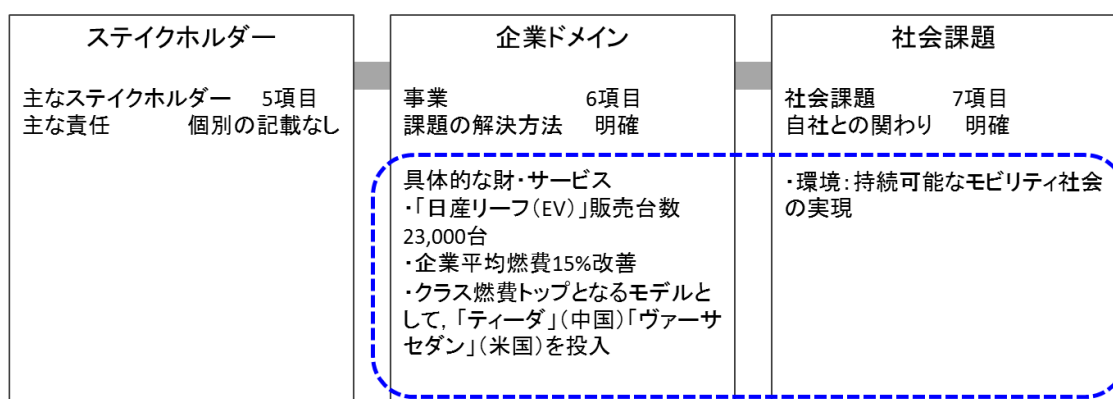 ステイクホルダー
主なステイクホルダー 5項目
主な責任 個別の記載なし
企業ドメイン
事業 6項目
課題の解決方法 明確
具体的な財・サービス
・「日産リーフ(EV)」販売台数
23,000台
・企業平均燃費15%改善
・クラス燃費トップとなるモデルと
して,「ティーダ」(中国)「ヴァーサ
セダン」(米国)を投入
社会課題
社会課題 7項目
自社との関わり 明確
・環境:持続可能なモビリティ社会
の実現